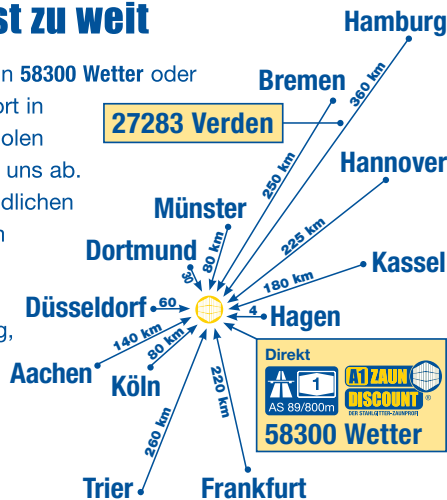 st zu weit
n 58300 Wetter oder
ort in
olen
uns ab.
dlichen
n
g,
Hamburg
Bremen
360 km
27283 Verden
250 km
Hannover
Münster
225 km
Dortmund
80 km
30
Kassel
180 km
Düsseldorf
60
4
Hagen
140 km
80 km
Aachen
Köln
220 km
260 km
Direkt
1
AS 89/800m
A1 ZAUN
DISCOUNT
®
DER STAHLGITTER-ZAUNPROFI
58300 Wetter
Trier
Frankfurt